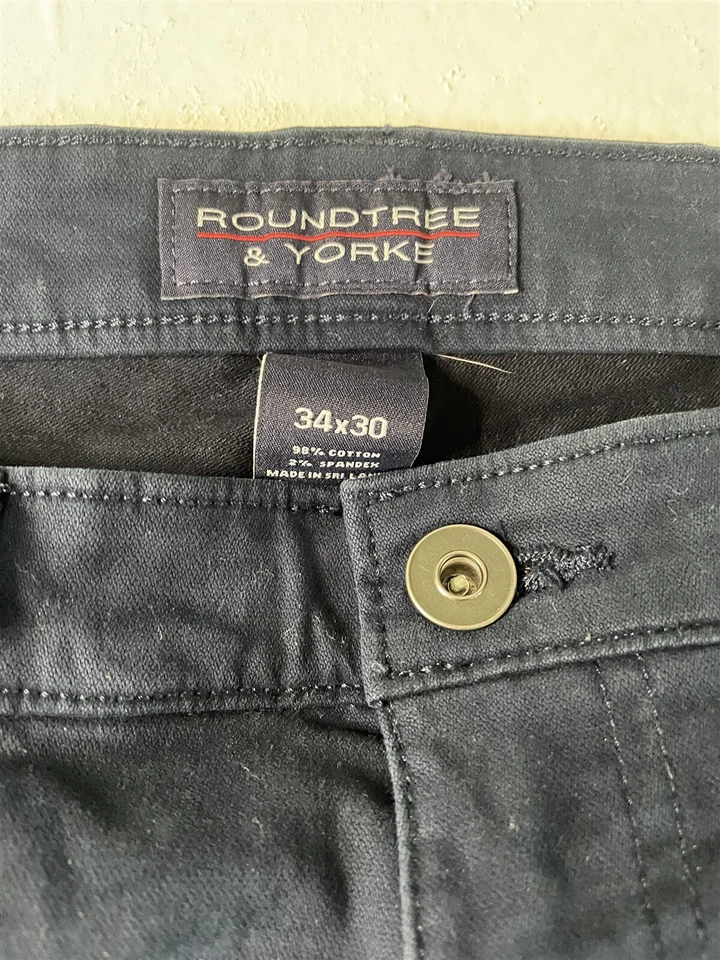 ROUNDTREE
& YORKE
34x30
98% COTTON
2% SPANDEX
MADE IN SRI